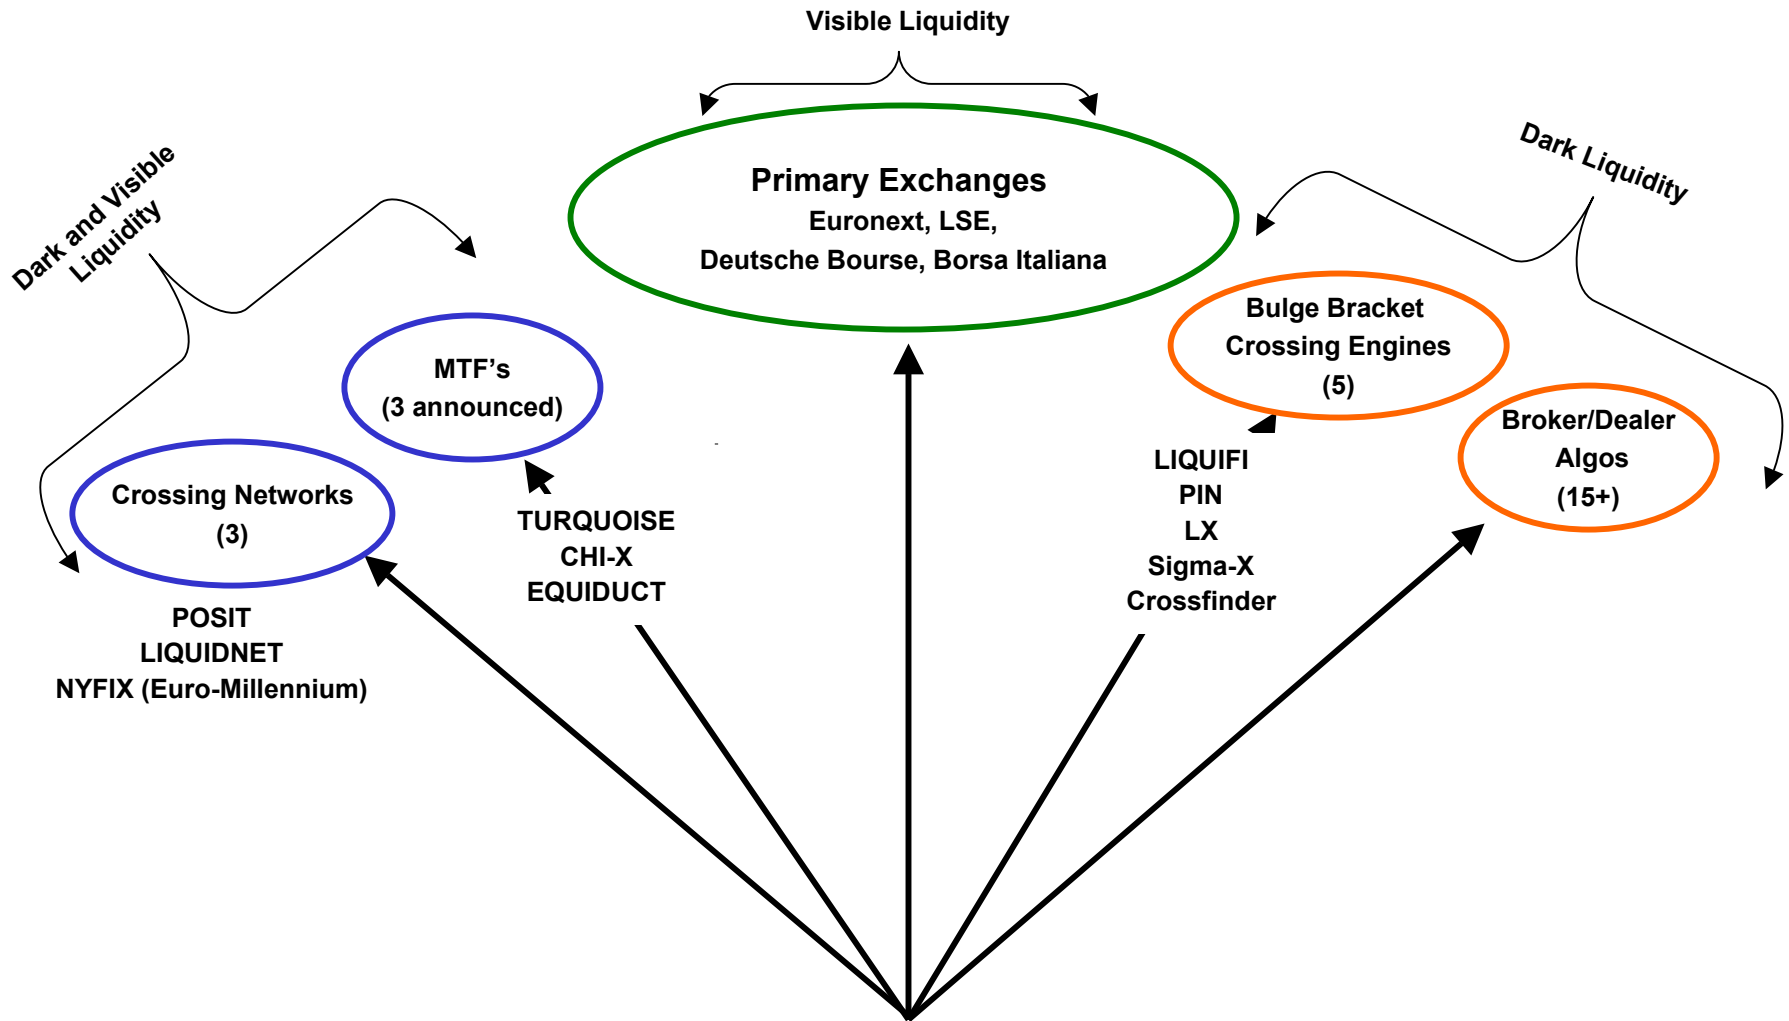 Visible Liquidity
Dark and Visible
Liquidity
Dark Liquidity
Primary Exchanges
Euronext, LSE,
Deutsche Bourse, Borsa Italiana
MTF's
(3 announced)
Crossing Networks
(3)
Bulge Bracket
Crossing Engines
(5)
Broker/Dealer
Algos
(15+)
TURQUOISE
CHI-X
EQUIDUCT
LIQUIFI
PIN
LX
Sigma-X
Crossfinder
POSIT
LIQUIDNET
NYFIX (Euro-Millennium)